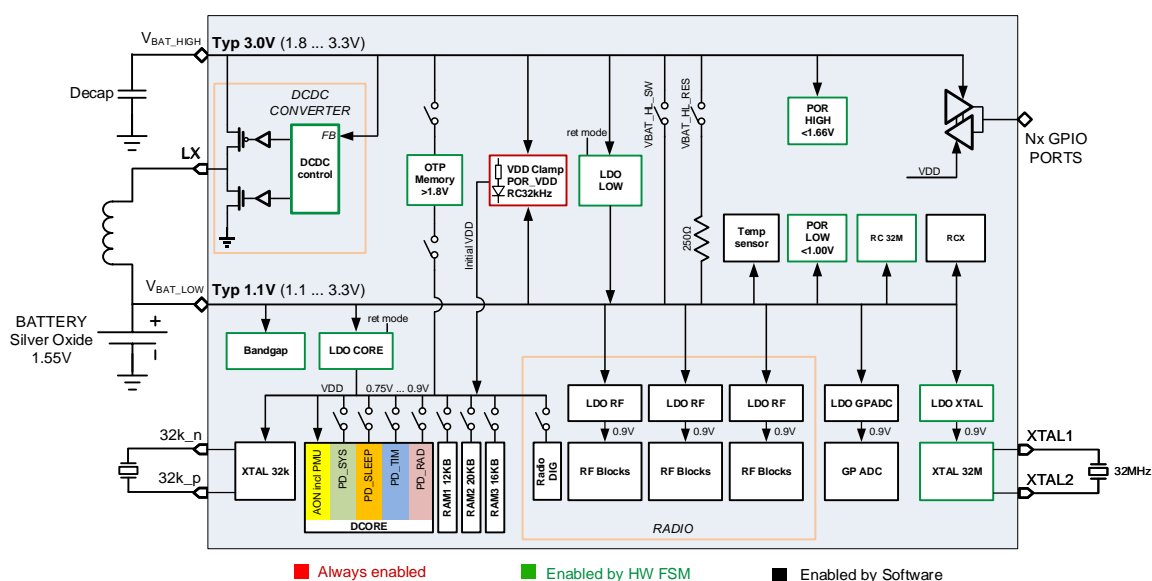 VBAT_HIGH
Typ 3.0V (1.8 ... 3.3V)
Decap
DCDC
CONVERTER
FB
DCDC
control
LX
OTP
Memory
>1.8V
VDD Clamp
POR_VDD
RC32kHz
ret mode
LDO
LOW
VBAT_HL_SW
VBAT_HL_RES
POR
HIGH
<1.66V
VDD
Nx GPIO
PORTS
Initial VDD
250Ω
Temp
sensor
POR
LOW
<1.00V
RC 32M
RCX
VBAT_LOW
Typ 1.1V (1.1 ... 3.3V)
BATTERY
Silver Oxide
1.55V
+
Bandgap
ret mode
LDO CORE
VDD
0.75V ... 0.9V
LDO RF
LDO RF
LDO RF
LDO GPADC
LDO XTAL
0.9V
0.9V
0.9V
0.9V
0.9V
32k_n
32k_p
XTAL 32k
AON incl PMU
PD_SYS
PD_SLEEP
PD_TIM
PD_RAD
DCORE
RAM1 12KB
RAM2 20KB
RAM3 16KB
Radio
DIG
RF Blocks
RF Blocks
RF Blocks
GP ADC
XTAL 32M
XTAL1
XTAL2
32MHz
RADIO
Always enabled
Enabled by HW FSM
Enabled by Software